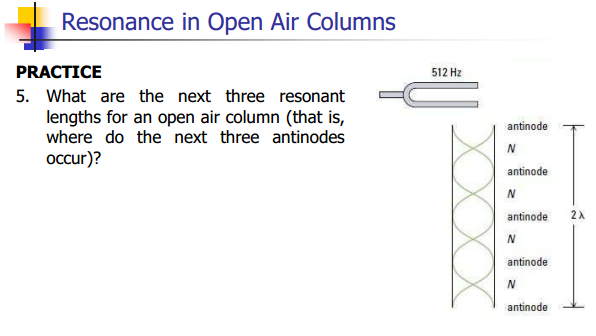 Resonance in Open Air Columns
PRACTICE
5. What are the next three resonant
lengths for an open air column (that is,
where do the next three antinodes
occur)?
512 Hz
antinode
N
antinode
N
antinode
2 λ
N
antinode
N
antinode